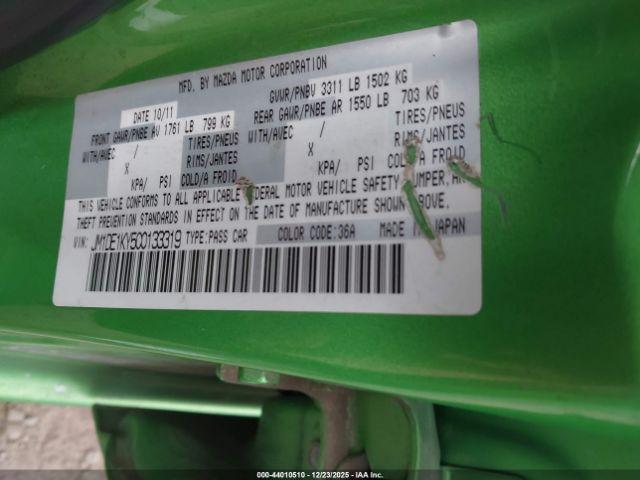 MFD. BY MAZDA MOTOR CORPORATION
DATE 10/11 GVWR/PNBV 3311 LB 1502 KG
FRONT GAWR/PNBE AV 1761 LB 799 KG REAR GAWR/PNBE AR 1550 LB 703 KG
WITH/AVEC / TIRES/PNEUS WITH/AVEC / TIRES/PNEUS
X RIMS/JANTES X RIMS/JANTES
KPA/ PSI COLD/A FROID KPA/ PSI COLD/A FROID
THIS VEHICLE CONFORMS TO ALL APPLICABLE FEDERAL MOTOR VEHICLE SAFETY, BUMPER, AND
THEFT PREVENTION STANDARDS IN EFFECT ON THE DATE OF MANUFACTURE SHOWN ABOVE.
VIN: JM1DE1KY5C0133319 TYPE:PASS CAR COLOR CODE:36A MADE IN JAPAN
000-44010510 - 12/23/2025 - IAA Inc.